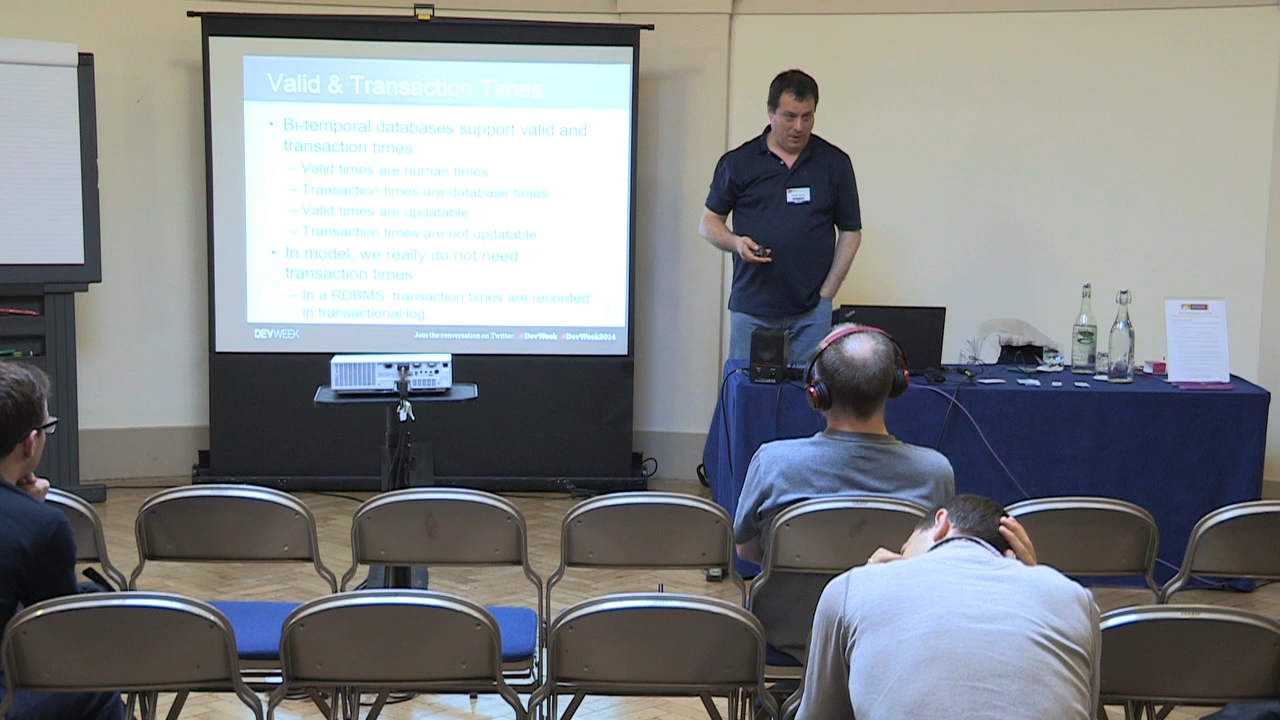 Valid & Transaction Times
• Bi-temporal databases support valid and
transaction times
– Valid times are human times
– Transaction times are database times
– Valid times are updatable
– Transaction times are not updatable
• In model, we really do not need
transaction times
– In a RDBMS, transaction times are recorded
in transactional log
DEVWEEK
Join the conversation on Twitter: #DevWeek #DevWeek2014